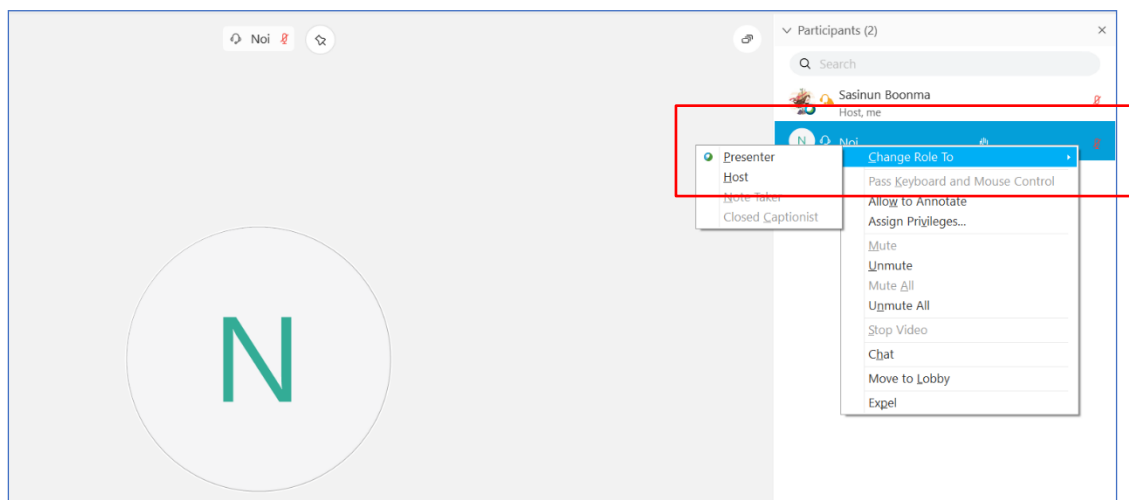 Noi
Participants (2)
Search
Sasinun Boonma
Host, me
N Noi
Presenter
Host
Note Taker
Closed Captionist
Change Role To
Pass Keyboard and Mouse Control
Allow to Annotate
Assign Privileges...
Mute
Unmute
Mute All
Unmute All
Stop Video
Chat
Move to Lobby
Expel
N